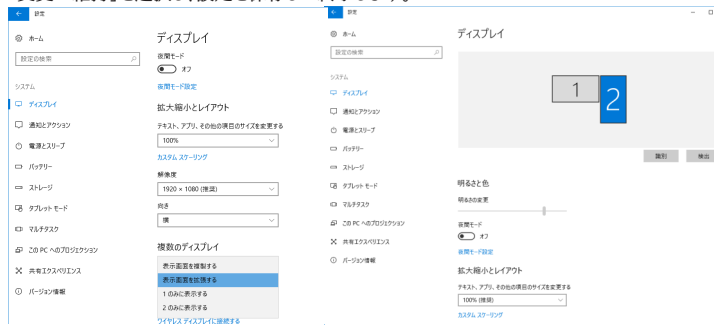 設定
ホーム
設定の検索
システム
ディスプレイ
通知とアクション
電源とスリープ
バッテリー
ストレージ
タブレット モード
マルチタスク
この PC へのプロジェクション
共有エクスペリエンス
バージョン情報
ディスプレイ
夜間モード
オフ
夜間モード設定
拡大縮小とレイアウト
テキスト、アプリ、その他の項目のサイズを変更する
100%
カスタム スケーリング
解像度
1920 × 1080 (推奨)
向き
横
複数のディスプレイ
表示画面を複製する
表示画面を拡張する
1 のみに表示する
2 のみに表示する
ワイヤレス ディスプレイに接続する
設定
ホーム
設定の検索
システム
ディスプレイ
通知とアクション
電源とスリープ
バッテリー
ストレージ
タブレット モード
マルチタスク
この PC へのプロジェクション
共有エクスペリエンス
バージョン情報
ディスプレイ
1
2
識別
検出
明るさと色
明るさの変更
夜間モード
オフ
夜間モード設定
拡大縮小とレイアウト
テキスト、アプリ、その他の項目のサイズを変更する
100% (推奨)
カスタム スケーリング